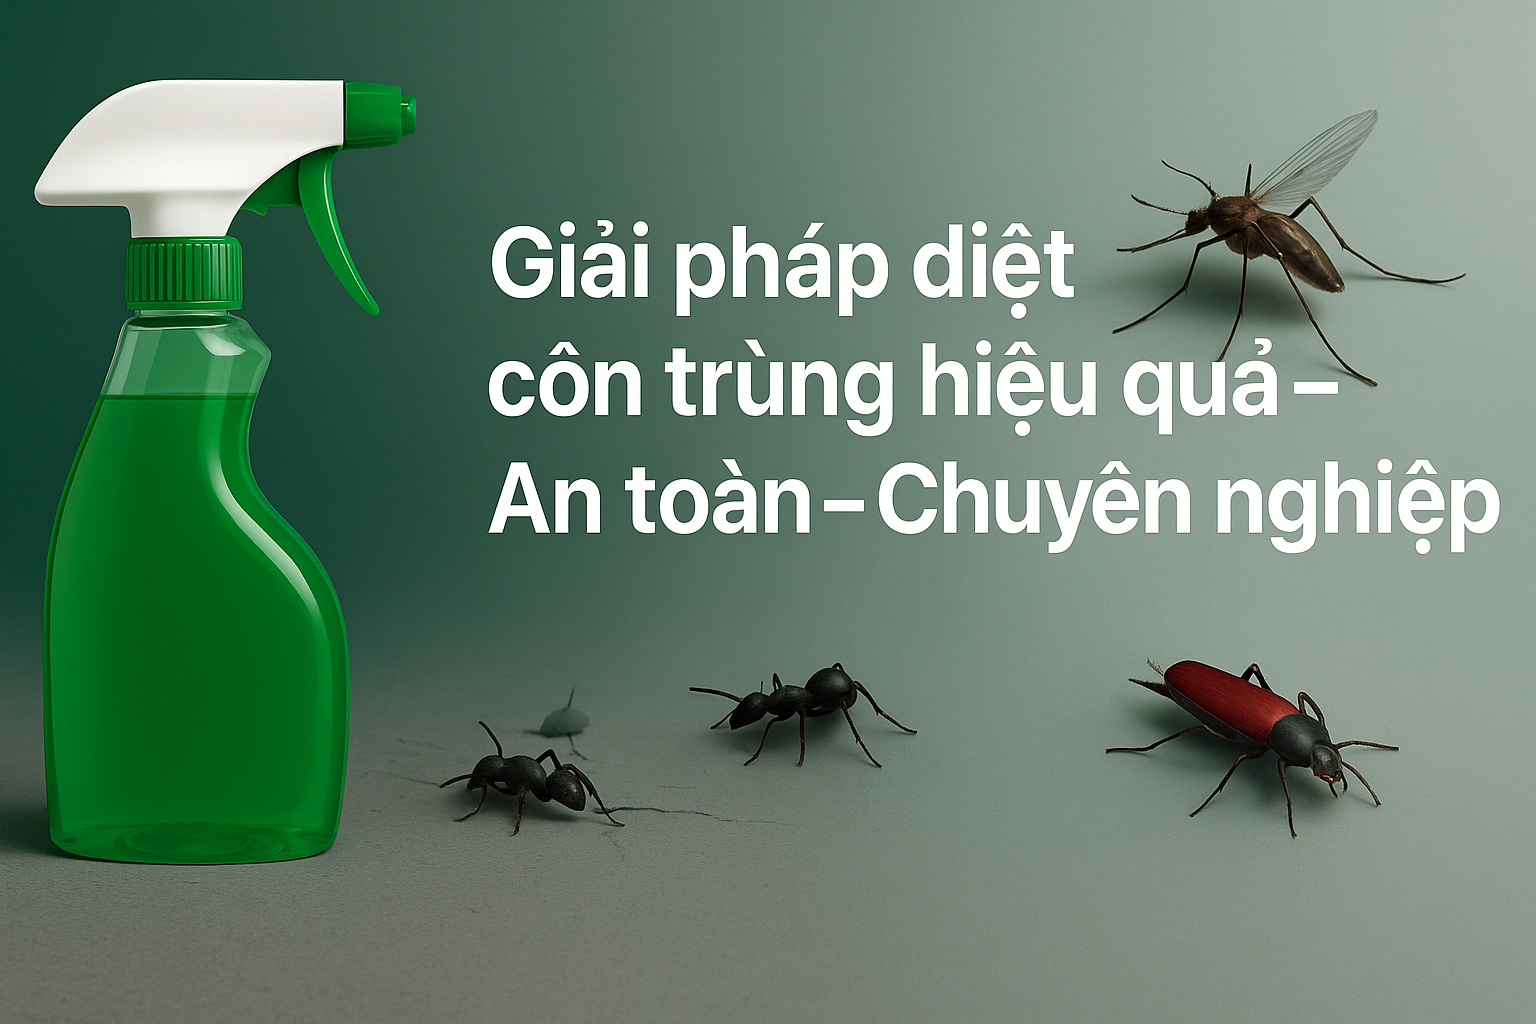 Giải pháp diệt
côn trùng hiệu quả –
An toàn – Chuyên nghiệp